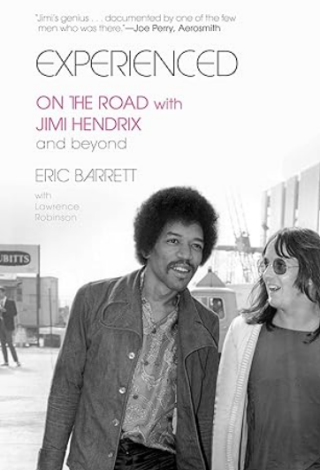 "Jimi's genius . . . documented by one of the few
men who was there."—Joe Perry, Aerosmith
EXPERIENCED
ON THE ROAD with
JIMI HENDRIX
and beyond
ERIC BARRETT
with
Lawrence
Robinson
UBITTS